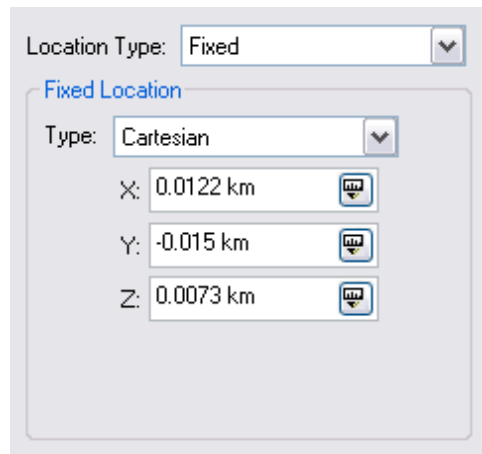 Location Type: Fixed
Fixed Location
Type: Cartesian
X: 0.0122 km
Y: -0.015 km
Z: 0.0073 km